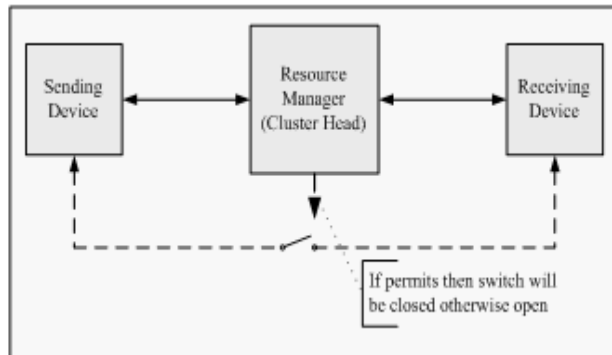 Sending
Device
Resource
Manager
(Cluster Head)
Receiving
Device
If permits then switch will
be closed otherwise open